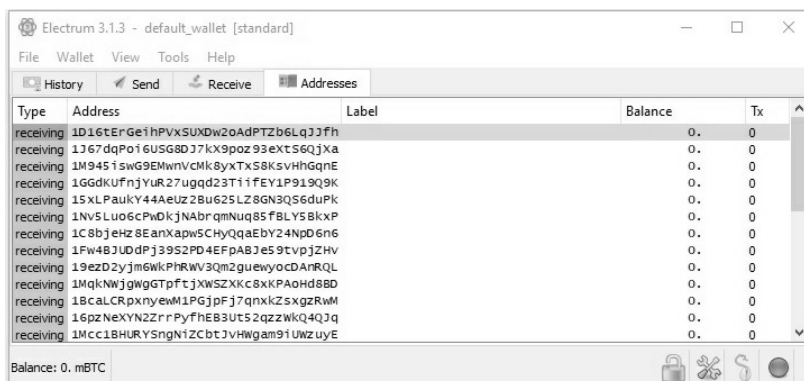 Electrum 3.1.3 - default_wallet [standard]
File Wallet View Tools Help
History Send Receive Addresses
Type Address Label Balance Tx
receiving 1D16tErGeihPVxSUXDw2oAdPTZb6LqJJfh 0. 0
receiving 1J67dqPoi6USG8DJ7kX9poz93eXtS6QjXa 0. 0
receiving 1M945iswG9EMwnVcMk8yxTxS8KsvHhGqnE 0. 0
receiving 1GGdKUfnjYuR27ugqd23TiifEY1P919Q9K 0. 0
receiving 15xLPaukY44AeUz2Bu625LZ8GN3QS6duPk 0. 0
receiving 1Nv5Luo6cPwDkjNAbrqmNuq85fBLY5BkxP 0. 0
receiving 1C8bjeHz8EanXapw5CHyQqaEbY24NpD6n6 0. 0
receiving 1Fw4BJUDdPj39S2PD4EFpABJe59tvpjZHv 0. 0
receiving 19ezD2yjm6WkPhRWV3Qm2guewyocDAnRQL 0. 0
receiving 1MqkNWjgWgGTpftjXWSZXKc8xKPAoHd8BD 0. 0
receiving 1BcaLCRpxnyewM1PGjpFj7qnxkZsxgzRwM 0. 0
receiving 16pzNeXYN2ZrrPyfhEB3Ut52qzzWkQ4QJq 0. 0
receiving 1Mcc1BHURYSngNiZCbtJvHWgam9iUWzuyE 0. 0
Balance: 0. mBTC